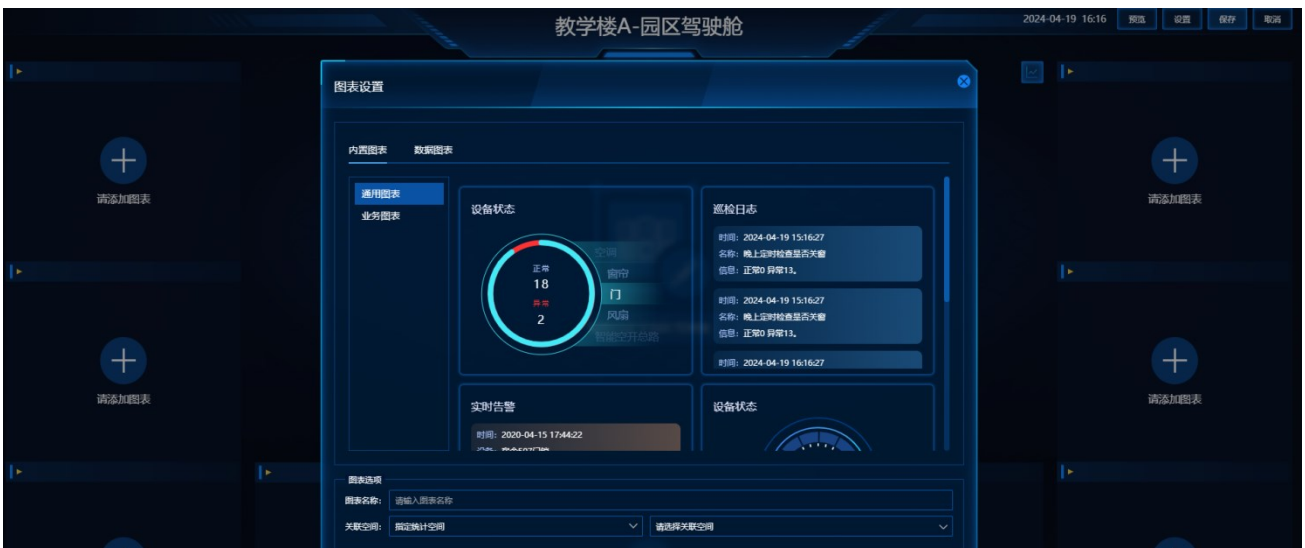 教学楼A-园区驾驶舱
2024-04-19 16:16 预览 设置 保存 取消
图表设置
内置图表 数据图表
通用图表
业务图表
设备状态
正常
18
异常
2
空调
窗帘
门
风扇
智能空开总路
巡检日志
时间: 2024-04-19 15:16:27
名称: 晚上定时检查是否关窗
信息: 正常0 异常13。
时间: 2024-04-19 15:16:27
名称: 晚上定时检查是否关窗
信息: 正常0 异常13。
时间: 2024-04-19 16:16:27
实时告警
时间: 2020-04-15 17:44:22
设备状态
请添加图表
请添加图表
请添加图表
请添加图表
图表选项
图表名称: 请输入图表名称
关联空间: 指定统计空间 请选择关联空间